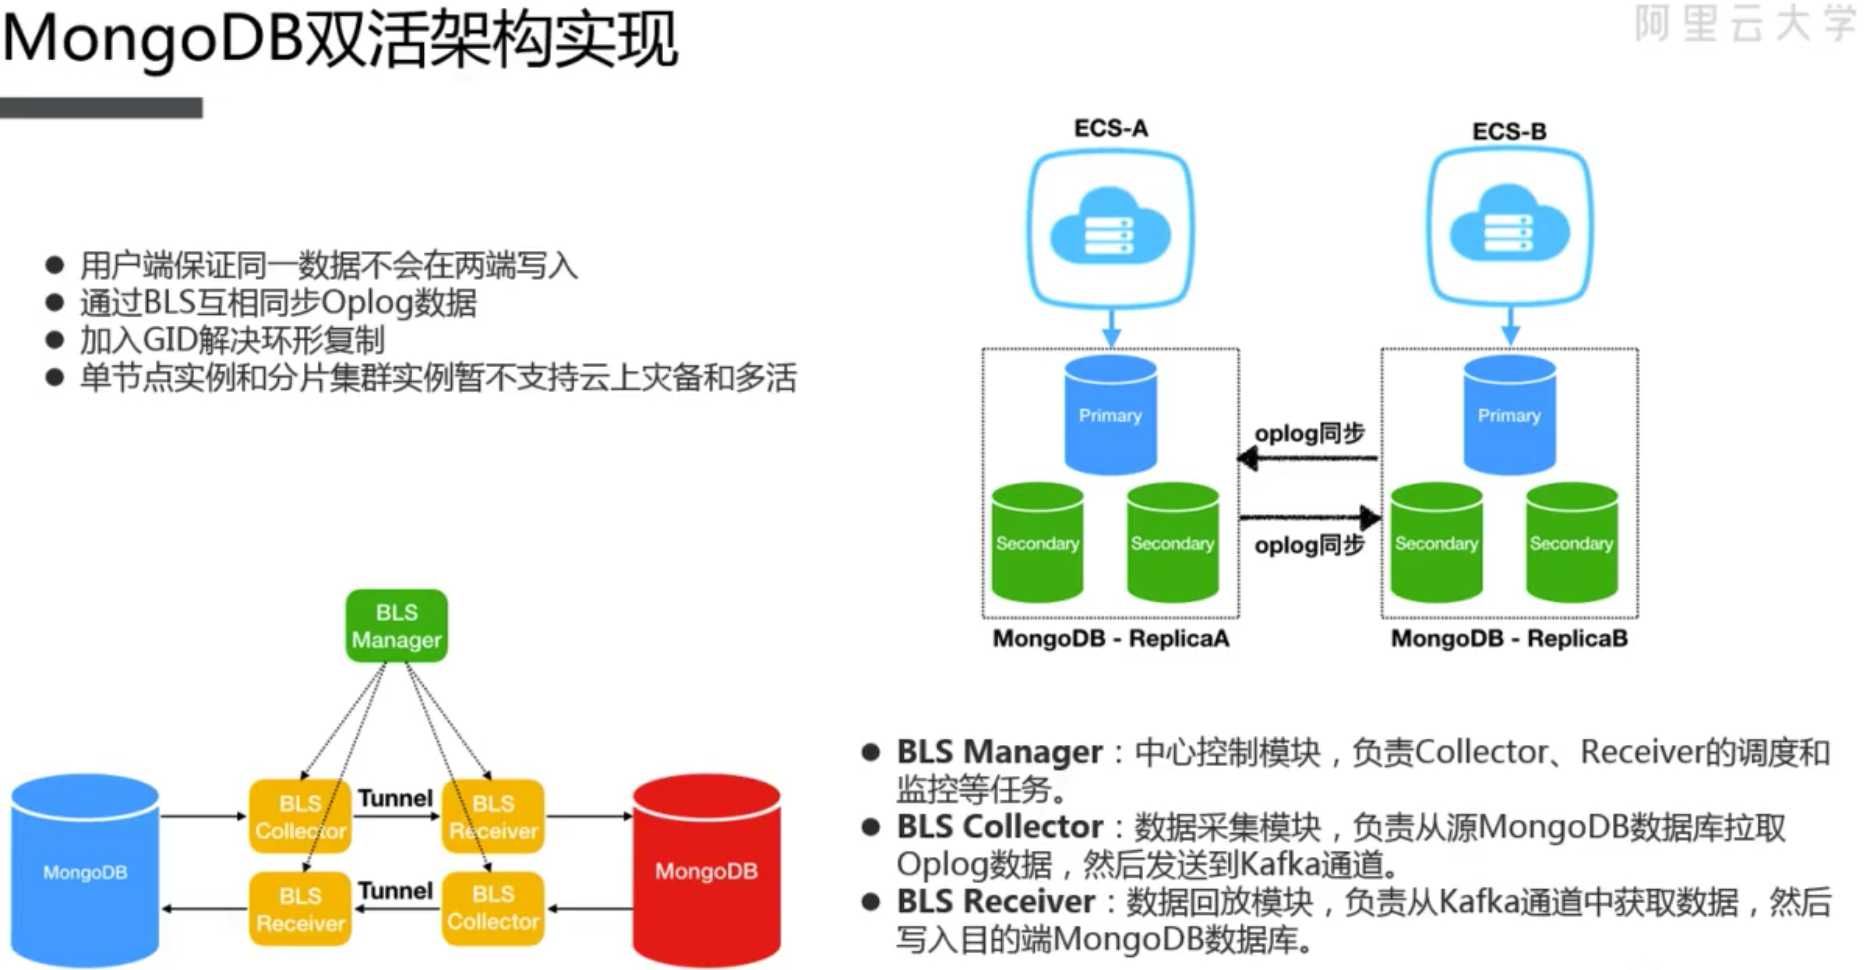 MongoDB双活架构实现
阿里云大学
用户端保证同一数据不会在两端写入
通过BLS互相同步Oplog数据
加入GID解决环形复制
单节点实例和分片集群实例暂不支持云上灾备和多活
ECS-A
ECS-B
Primary
Primary
oplog同步
Secondary
Secondary
Secondary
Secondary
oplog同步
MongoDB - ReplicaA
MongoDB - ReplicaB
BLS
Manager
BLS
Collector
Tunnel
BLS
Receiver
MongoDB
MongoDB
BLS
Receiver
Tunnel
BLS
Collector
BLS Manager：中心控制模块，负责Collector、Receiver的调度和
监控等任务。
BLS Collector：数据采集模块，负责从源MongoDB数据库拉取
Oplog数据，然后发送到Kafka通道。
BLS Receiver：数据回放模块，负责从Kafka通道中获取数据，然后
写入目的端MongoDB数据库。